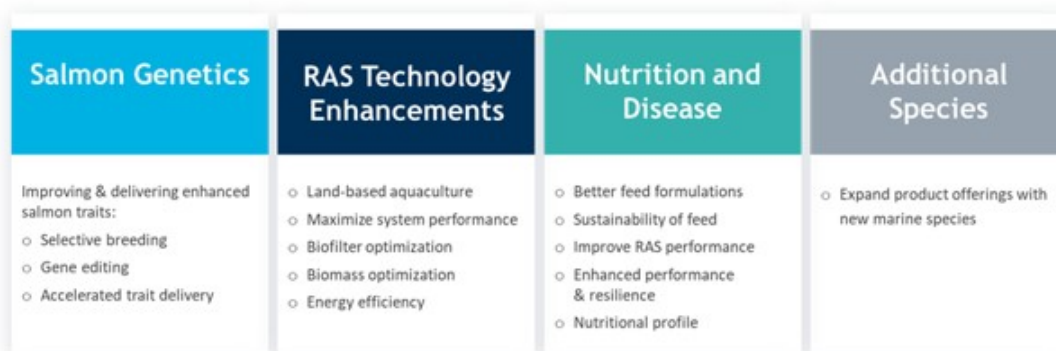 Salmon Genetics
Improving & delivering enhanced
salmon traits:
o Selective breeding
o Gene editing
o Accelerated trait delivery
RAS Technology
Enhancements
o Land-based aquaculture
o Maximize system performance
o Biofilter optimization
o Biomass optimization
o Energy efficiency
Nutrition and
Disease
o Better feed formulations
o Sustainability of feed
o Improve RAS performance
o Enhanced performance
& resilience
o Nutritional profile
Additional
Species
o Expand product offerings with
new marine species